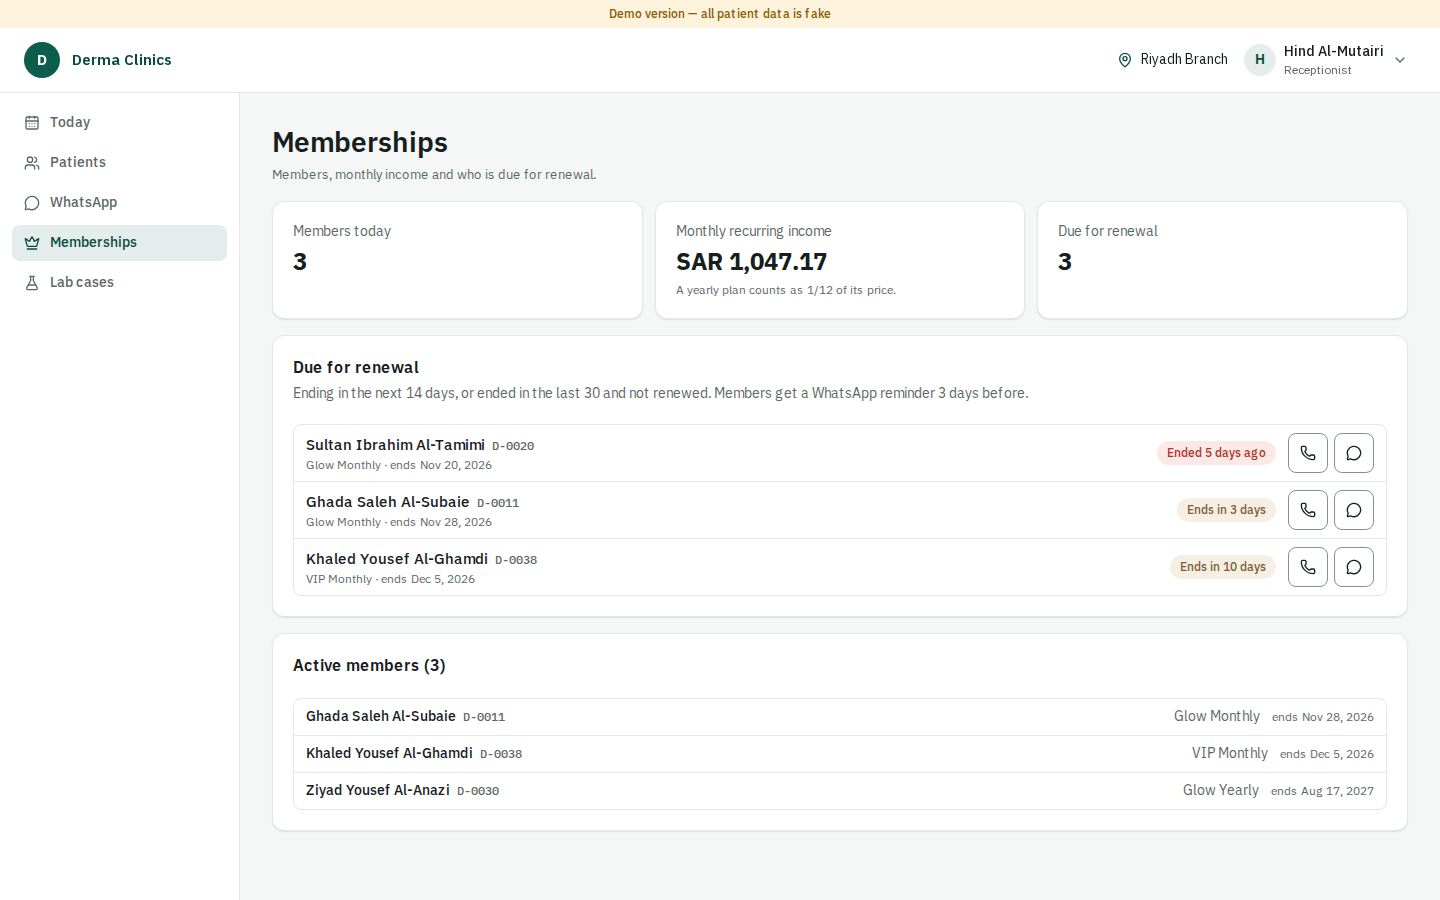 Demo version — all patient data is fake
D
Derma Clinics
Riyadh Branch
H
Hind Al-Mutairi
Receptionist
Today
Patients
WhatsApp
Memberships
Lab cases
Memberships
Members, monthly income and who is due for renewal.
Members today
3
Monthly recurring income
SAR 1,047.17
A yearly plan counts as 1/12 of its price.
Due for renewal
3
Due for renewal
Ending in the next 14 days, or ended in the last 30 and not renewed. Members get a WhatsApp reminder 3 days before.
Sultan Ibrahim Al-Tamimi D-0020
Glow Monthly · ends Nov 20, 2026
Ended 5 days ago
Ghada Saleh Al-Subaie D-0011
Glow Monthly · ends Nov 28, 2026
Ends in 3 days
Khaled Yousef Al-Ghamdi D-0038
VIP Monthly · ends Dec 5, 2026
Ends in 10 days
Active members (3)
Ghada Saleh Al-Subaie D-0011 Glow Monthly ends Nov 28, 2026
Khaled Yousef Al-Ghamdi D-0038 VIP Monthly ends Dec 5, 2026
Ziyad Yousef Al-Anazi D-0030 Glow Yearly ends Aug 17, 2027